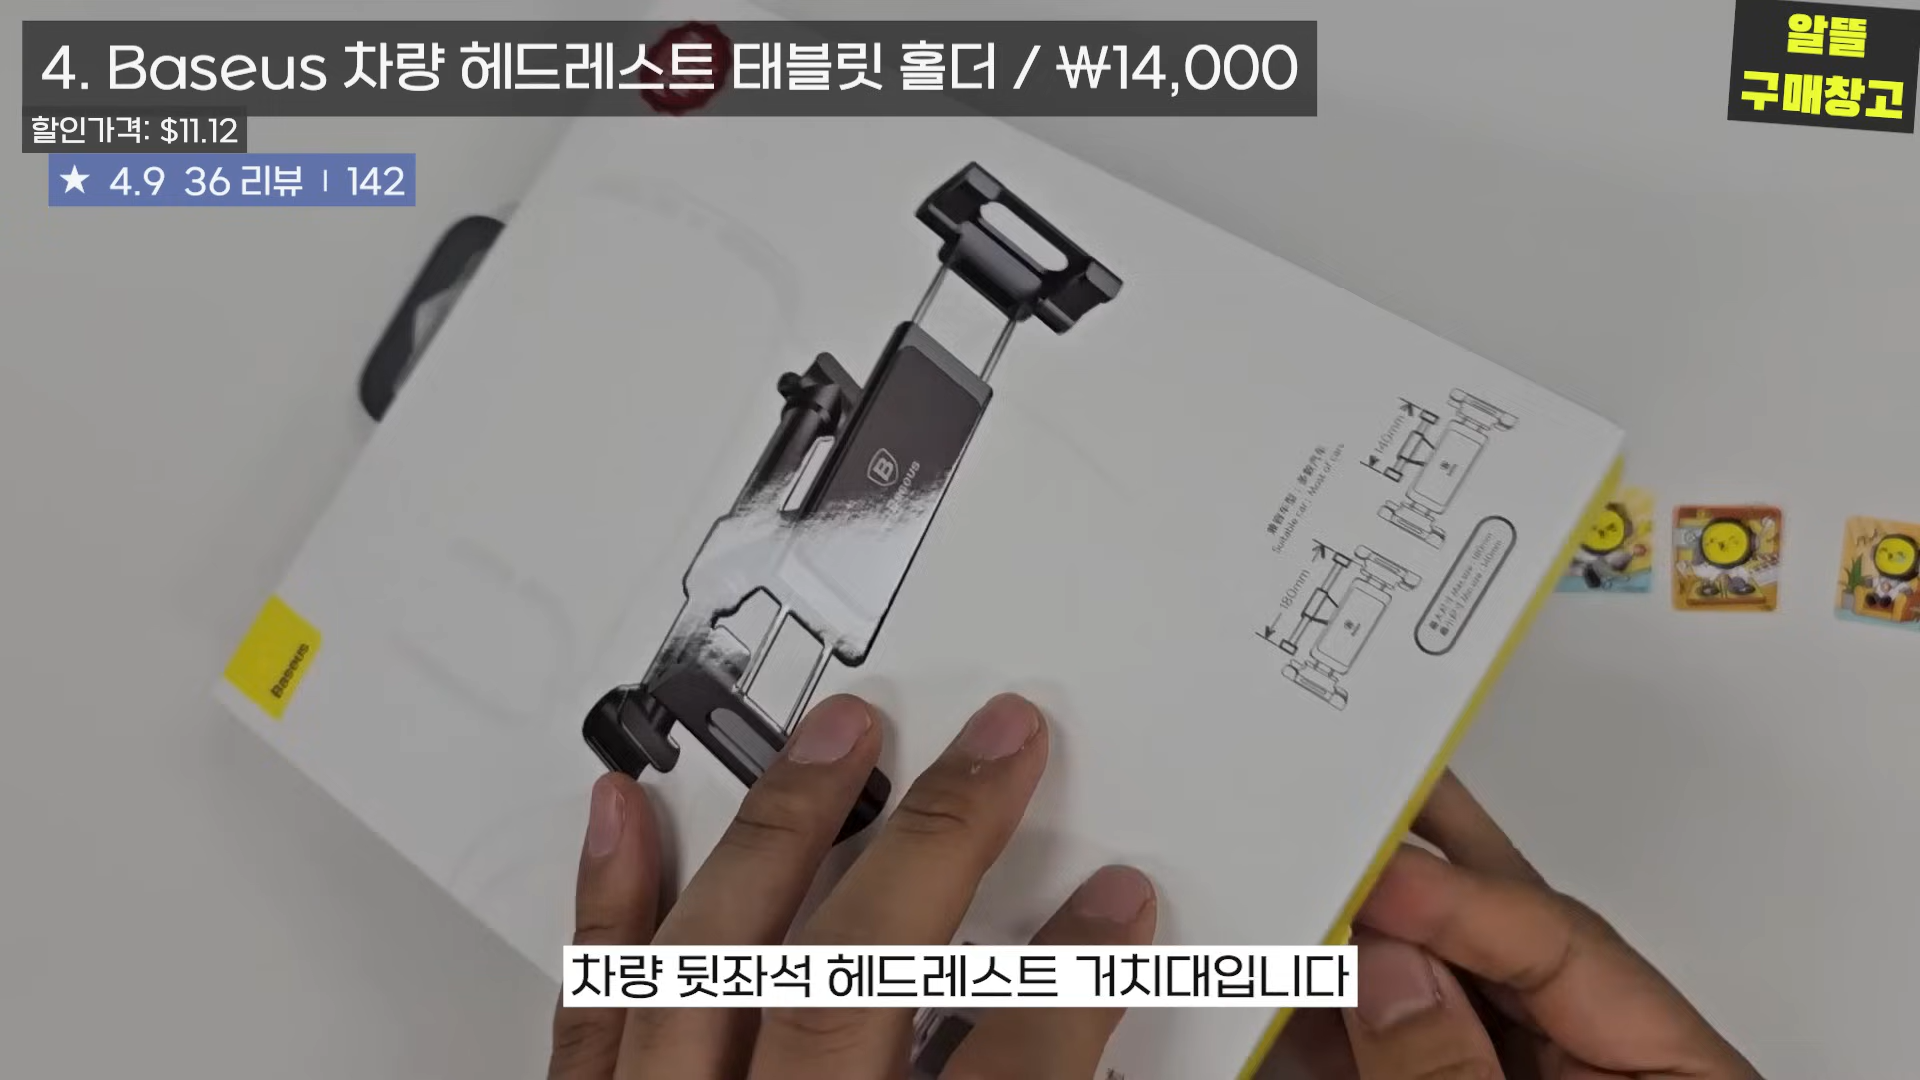 4. Baseus 차량 헤드레스트 태블릿 홀더 / ₩14,000
알뜰
구매창고
할인가격: $11.12
★ 4.9 36 리뷰 | 142
140mm
Suitable car: Most of cars
180mm
B
Baseus
Baseus
차량 뒷좌석 헤드레스트 거치대입니다